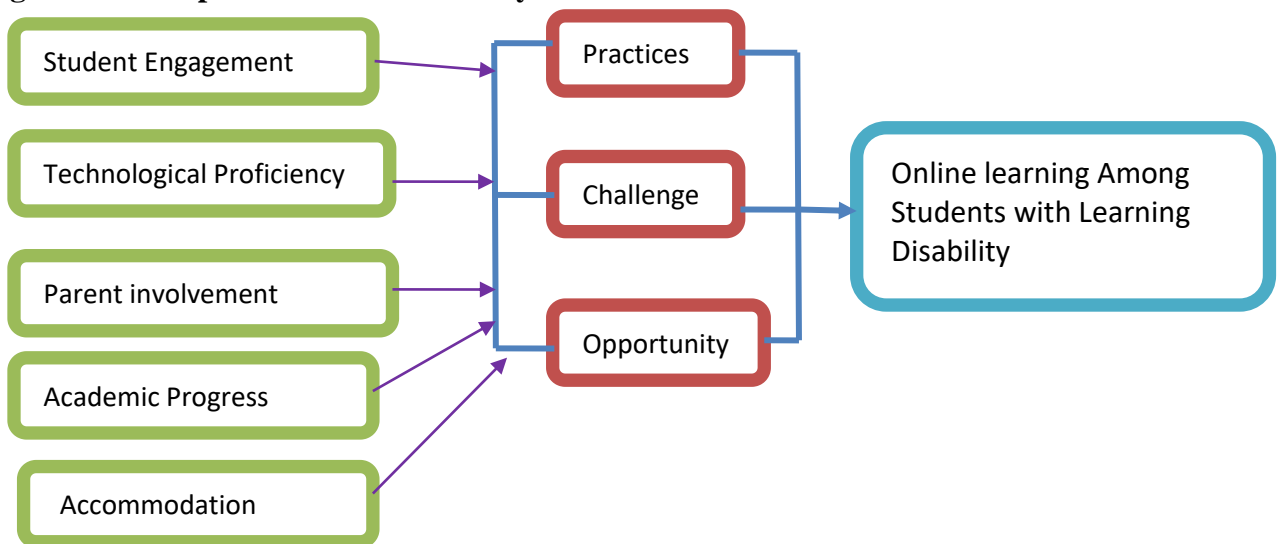 Student Engagement
Technological Proficiency
Parent involvement
Academic Progress
Accommodation
Practices
Challenge
Opportunity
Online learning Among
Students with Learning
Disability